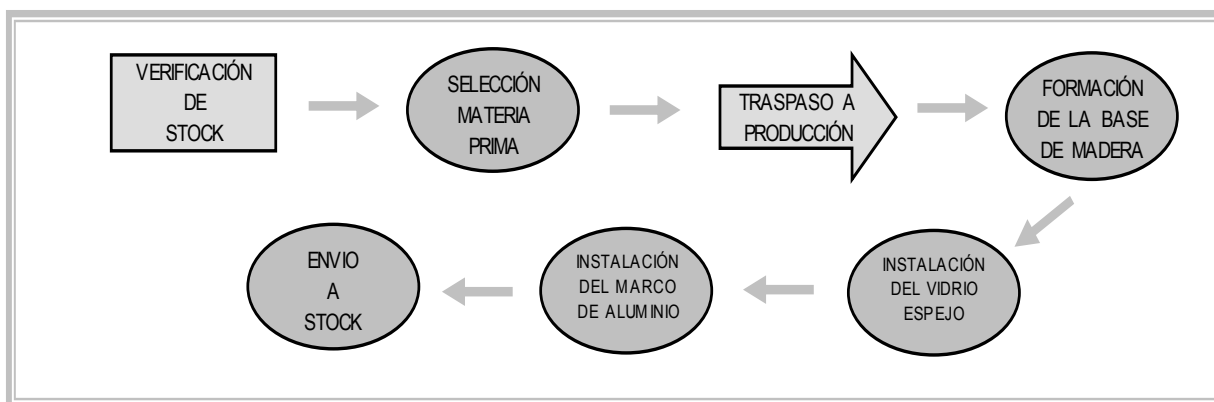 VERIFICACIÓN
DE
STOCK
SELECCIÓN
MATERIA
PRIMA
TRASPASO A
PRODUCCIÓN
FORMACIÓN
DE LA BASE
DE MADERA
ENVIO
A
STOCK
INSTALACIÓN
DEL MARCO
DE ALUMINIO
INSTALACIÓN
DEL VIDRIO
ESPEJO